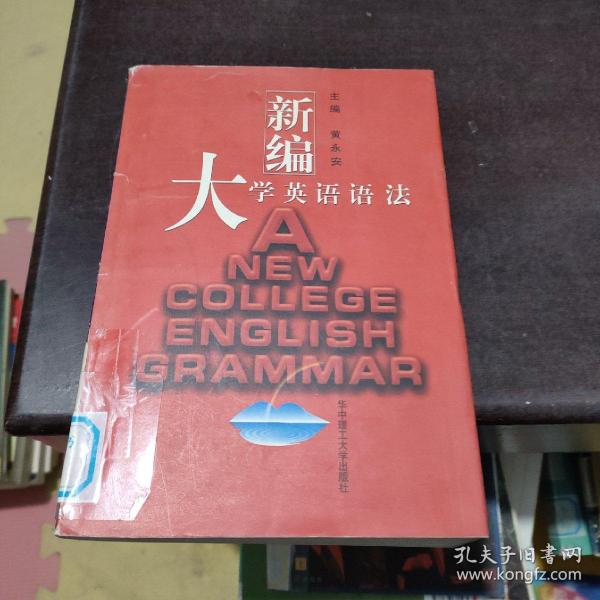 新编
主编 黄永安
大学英语语法
A
NEW
COLLEGE
ENGLISH
GRAMMAR
华中理工大学出版社
孔夫子旧书网
www.kongfz.com